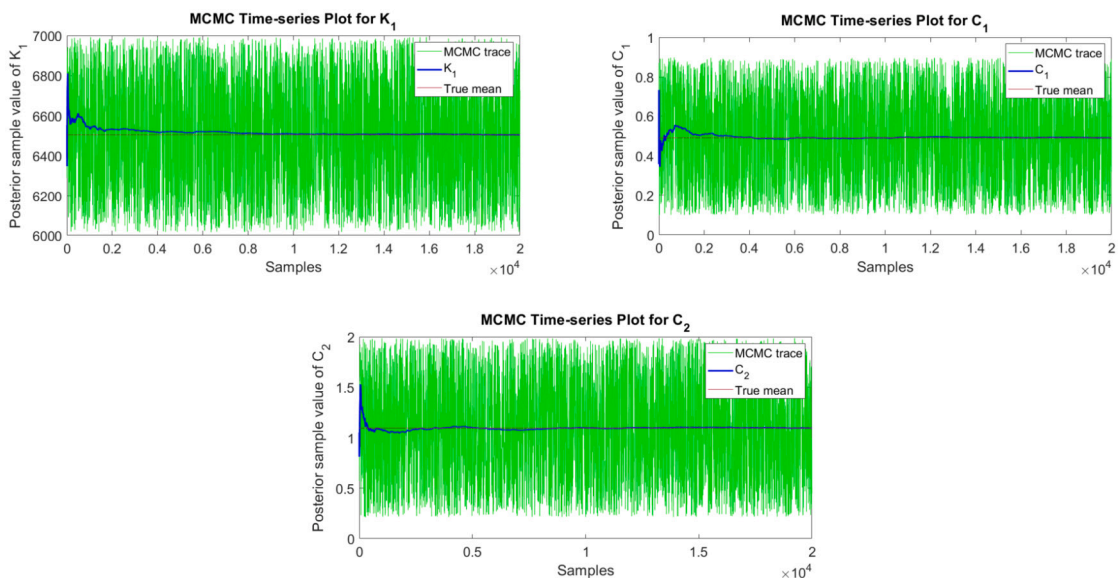 MCMC Time-series Plot for K₁
Posterior sample value of K₁
7000
6800
6600
6400
6200
6000
MCMC trace
K₁
True mean
0 0.2 0.4 0.6 0.8 1 1.2 1.4 1.6 1.8 2
Samples
×10⁴
MCMC Time-series Plot for C₁
Posterior sample value of C₁
1
0.8
0.6
0.4
0.2
0
MCMC trace
C₁
True mean
0 0.2 0.4 0.6 0.8 1 1.2 1.4 1.6 1.8 2
Samples
×10⁴
MCMC Time-series Plot for C₂
Posterior sample value of C₂
2
1.5
1
0.5
0
MCMC trace
C₂
True mean
0 0.5 1 1.5 2
Samples
×10⁴